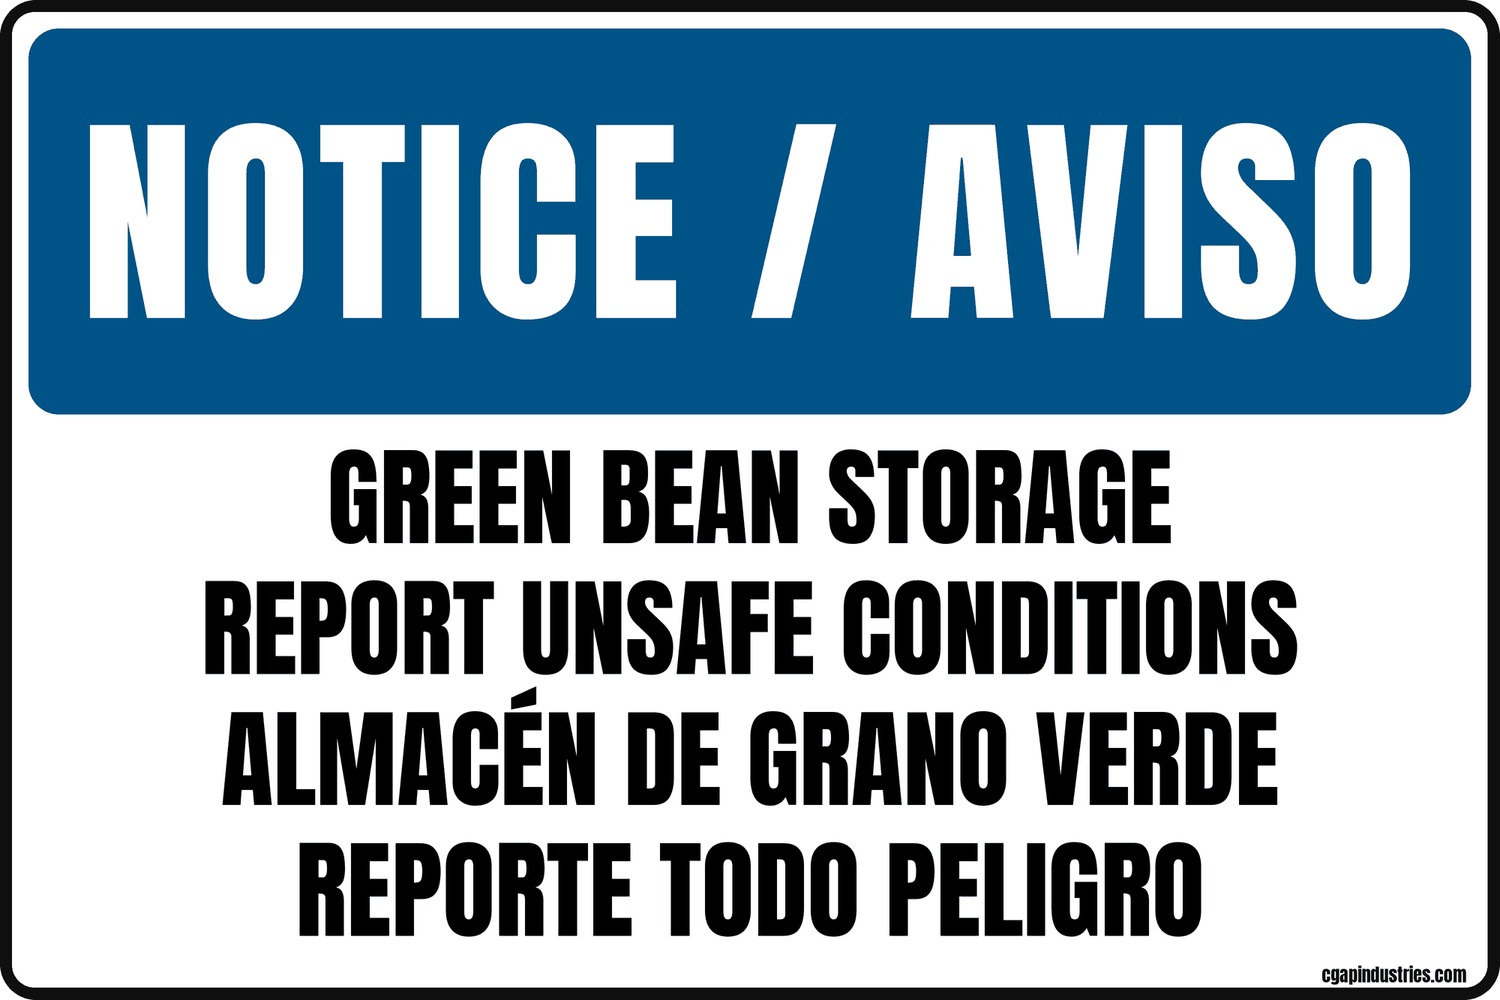 NOTICE / AVISO
GREEN BEAN STORAGE
REPORT UNSAFE CONDITIONS
ALMACÉN DE GRANO VERDE
REPORTE TODO PELIGRO
cgapindustries.com